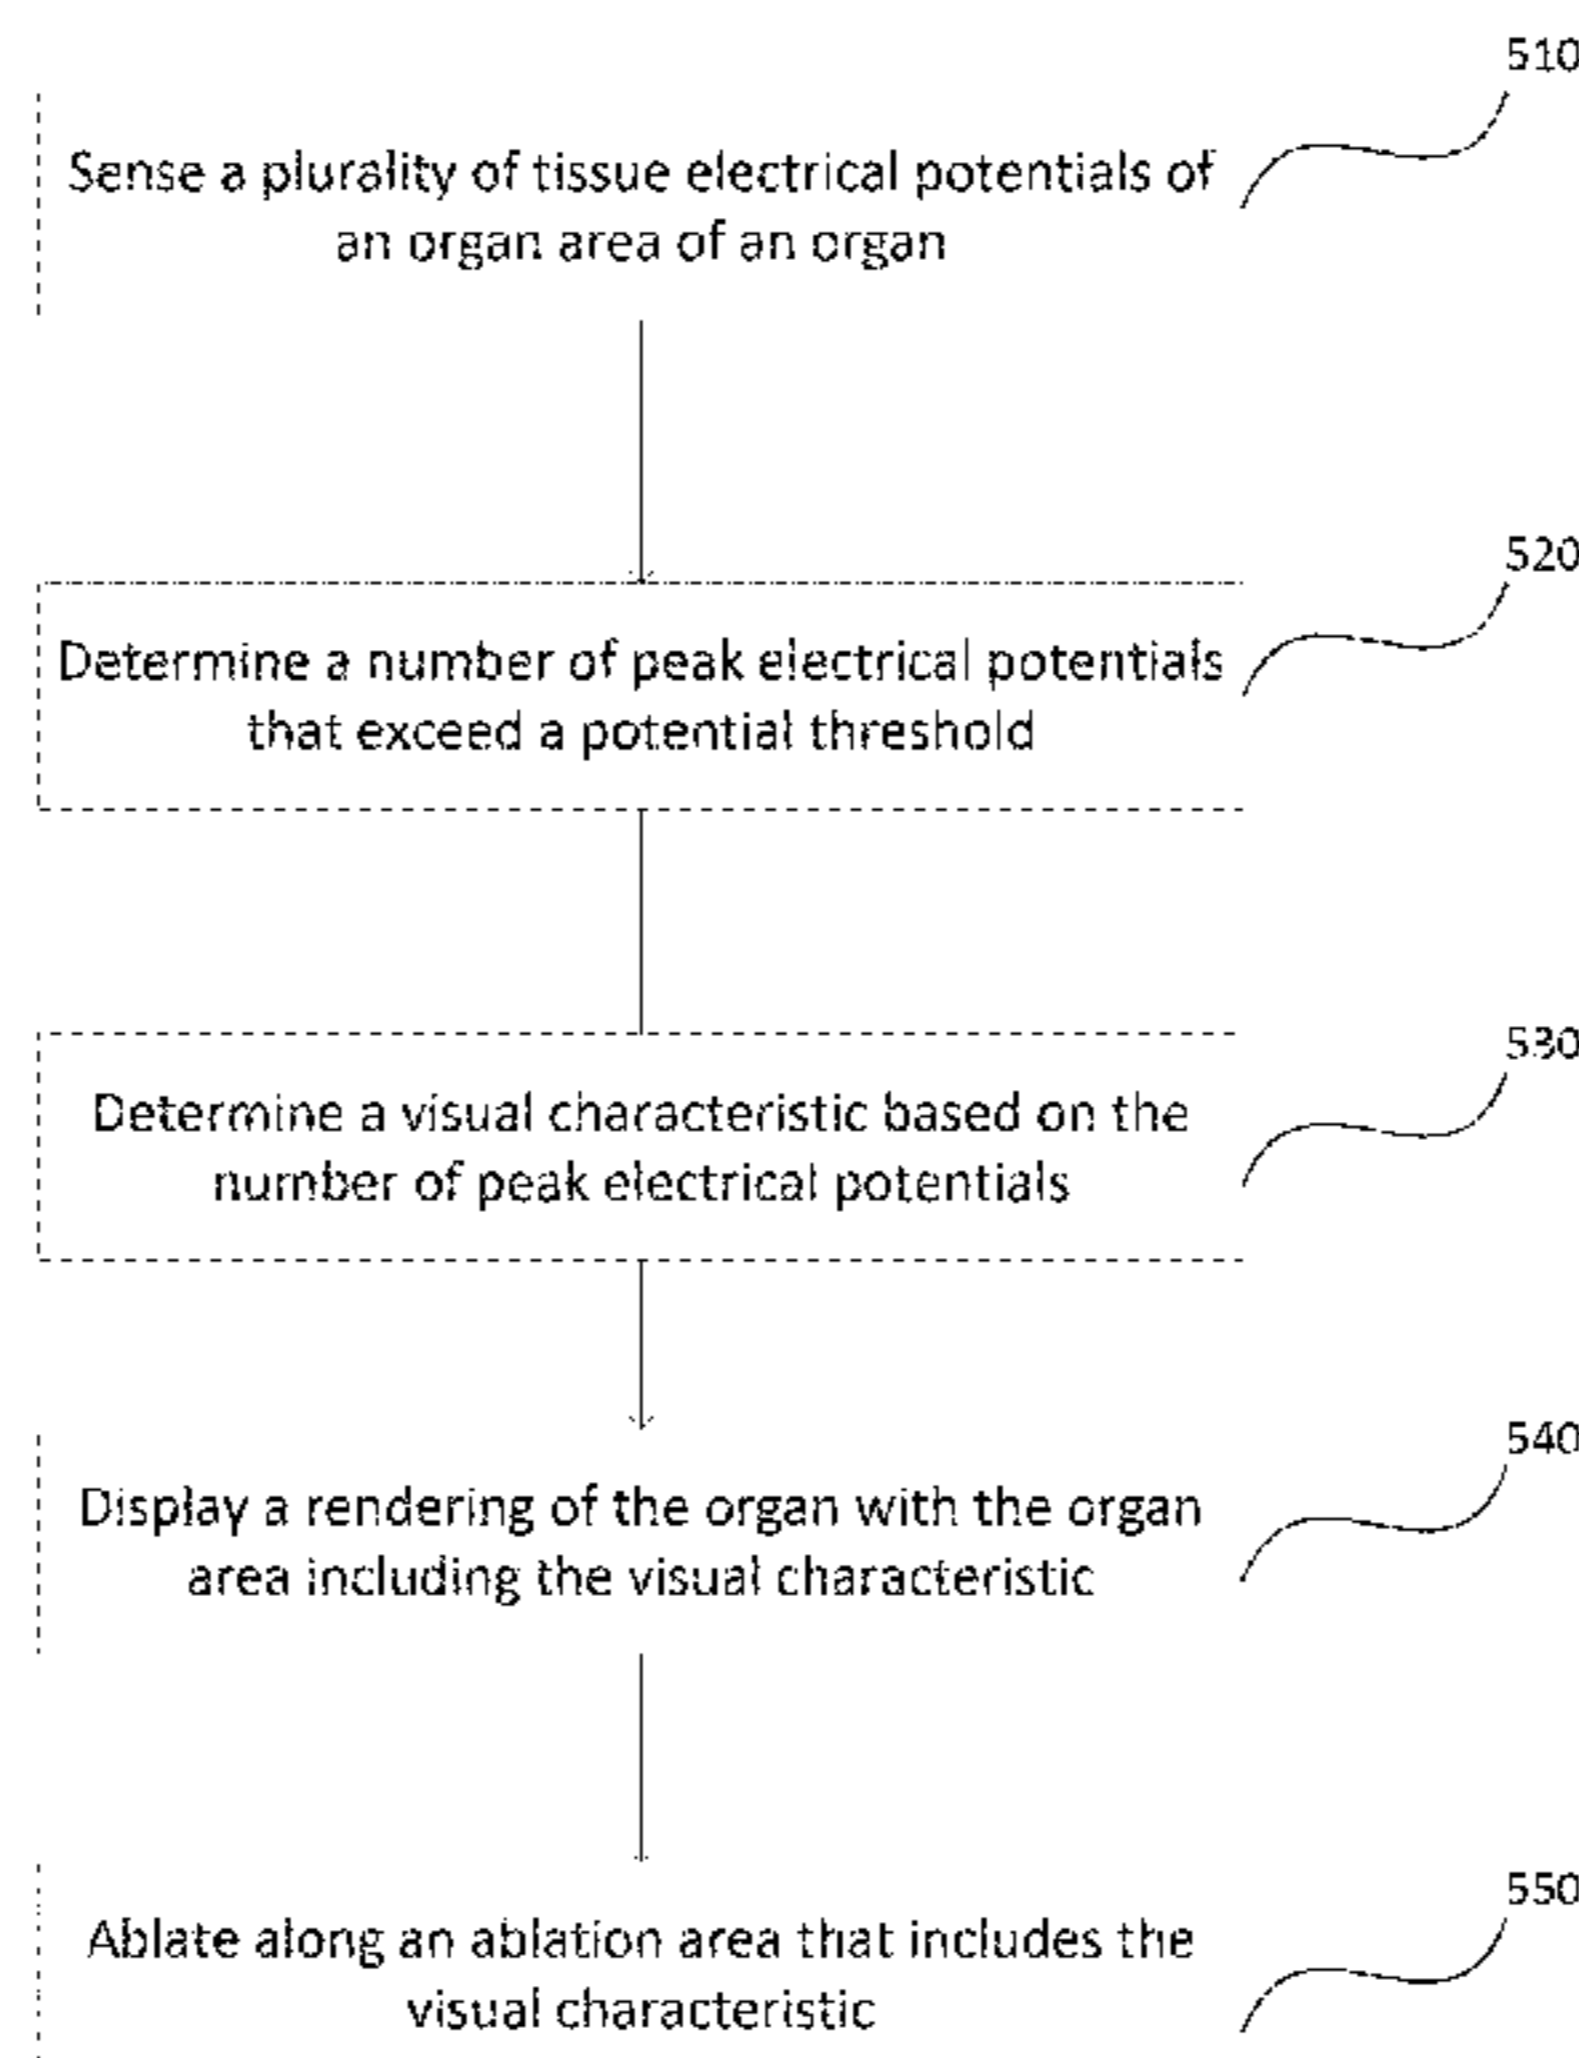 510
Sense a plurality of tissue electrical potentials of
an organ area of an organ
520
Determine a number of peak electrical potentials
that exceed a potential threshold
530
Determine a visual characteristic based on the
number of peak electrical potentials
540
Display a rendering of the organ with the organ
area including the visual characteristic
550
Ablate along an ablation area that includes the
visual characteristic